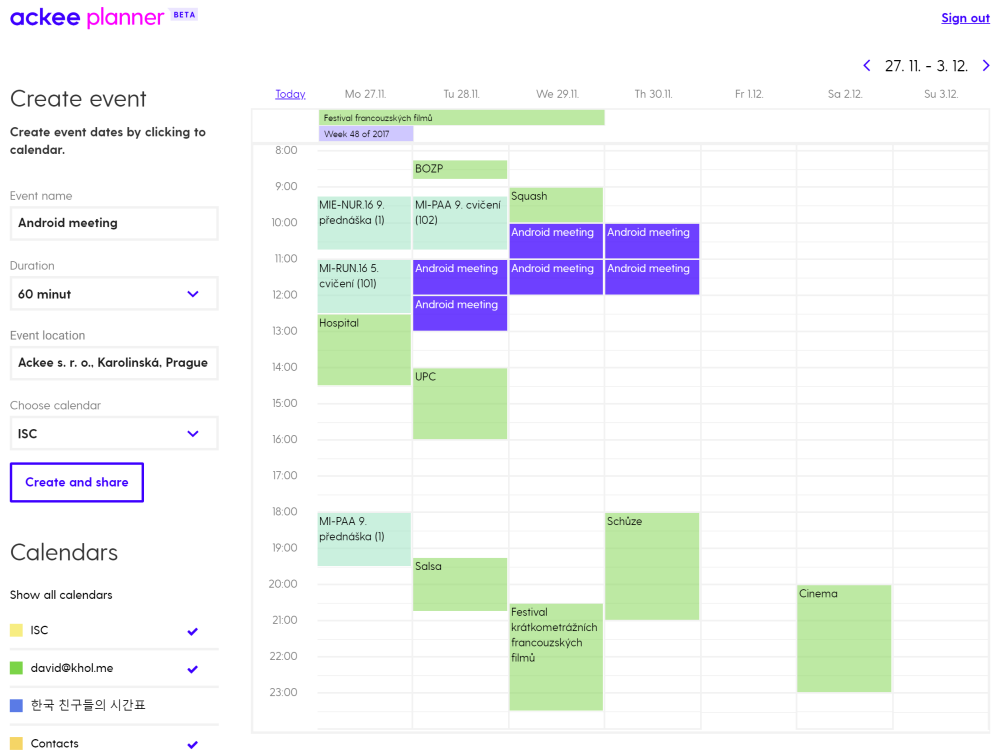 ackee planner BETA
Sign out
27. 11. - 3. 12.
Create event
Create event dates by clicking to
calendar.
Event name
Android meeting
Duration
60 minut
Event location
Ackee s. r. o., Karolinská, Prague
Choose calendar
ISC
Create and share
Calendars
Show all calendars
ISC
david@khol.me
한국 친구들의 시간표
Contacts
Today
Mo 27.11.
Tu 28.11.
We 29.11.
Th 30.11.
Fr 1.12.
Sa 2.12.
Su 3.12.
Festival francouzských filmů
Week 48 of 2017
8:00
9:00
10:00
11:00
12:00
13:00
14:00
15:00
16:00
17:00
18:00
19:00
20:00
21:00
22:00
23:00
MIE-NUR.16 9.
přednáška (1)
MI-RUN.16 5.
cvičení (101)
Hospital
MI-PAA 9.
přednáška (1)
BOZP
MI-PAA 9. cvičení
(102)
Android meeting
Android meeting
UPC
Salsa
Squash
Android meeting
Android meeting
Festival
krátkometrážních
francouzských
filmů
Android meeting
Android meeting
Schůze
Cinema